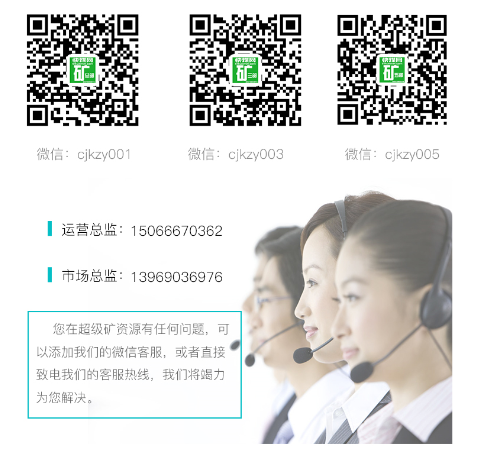 矿
矿
矿
微信：cjkzy001
微信：cjkzy003
微信：cjkzy005
运营总监：15066670362
市场总监：13969036976
您在超级矿资源有任何问题，可
以添加我们的微信客服，或者直接
致电我们的客服热线，我们将竭力
为您解决。